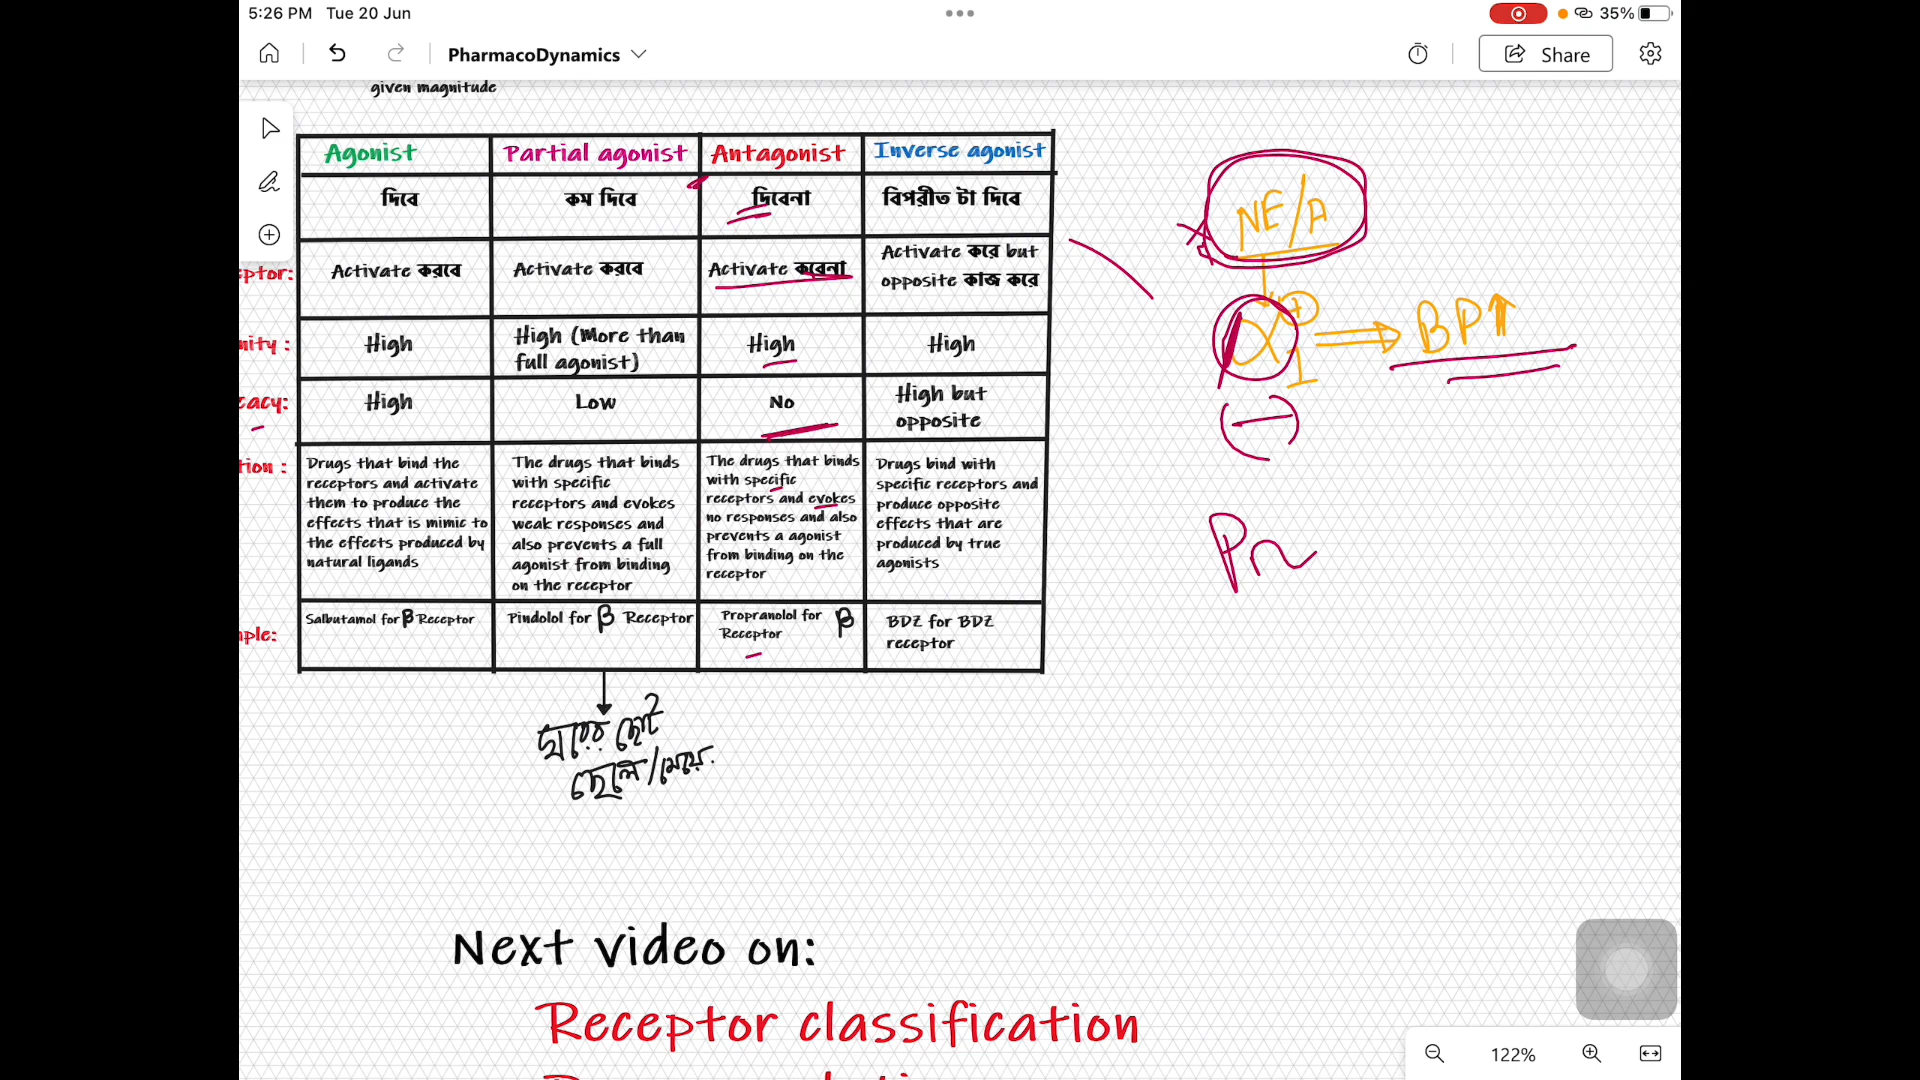 5:26 PM Tue 20 Jun
35%
PharmacoDynamics
Share
given magnitude
Agonist Partial agonist Antagonist Inverse agonist
দিবে কম দিবে দিবেনা বিপরীত টা দিবে
eptor: Activate করবে Activate করবে Activate করেনা Activate করে but
opposite কাজ করে
nity : High High (More than
full agonist) High High
cacy: High Low No High but
opposite
tion :
Drugs that bind the
receptors and activate
them to produce the
effects that is mimic to
the effects produced by
natural ligands
The drugs that binds
with specific
receptors and evokes
weak responses and
also prevents a full
agonist from binding
on the receptor
The drugs that binds
with specific
receptors and evokes
no responses and also
prevents a agonist
from binding on the
receptor
Drugs bind with
specific receptors and
produce opposite
effects that are
produced by true
agonists
mple:
Salbutamol for β Receptor
Pindolol for β Receptor
Propranolol for β
Receptor
BDZ for BDZ
receptor
ছেলে/মেয়ে.
NE/A
α1 (+) ⇒ BP↑
(-)
Next video on:
Receptor classification
122%